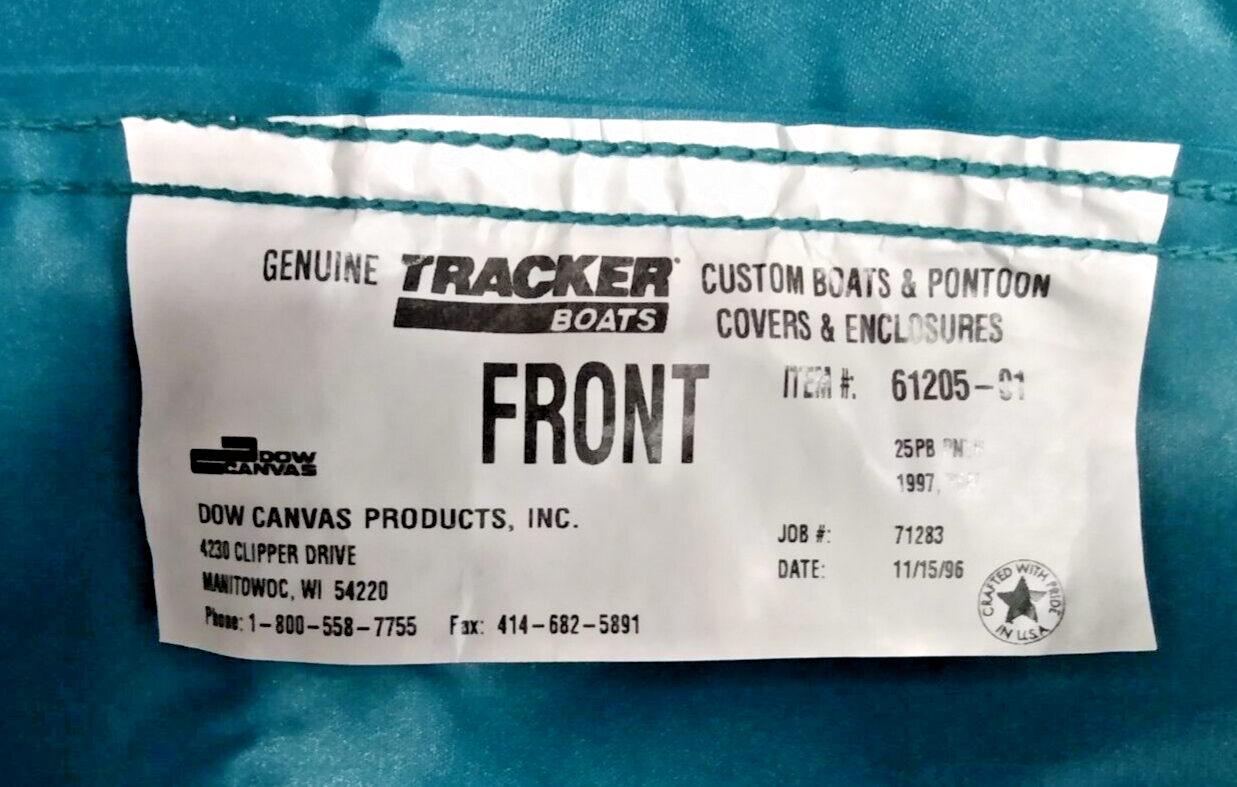 GENUINE TRACKER BOATS CUSTOM BOATS & PONTOON
COVERS & ENCLOSURES
FRONT
ITEM #: 61205-01
25PB
1997,
DOW CANVAS
DOW CANVAS PRODUCTS, INC.
4230 CLIPPER DRIVE
MANITOWOC, WI 54220
Phone: 1-800-558-7755 Fax: 414-682-5891
JOB #: 71283
DATE: 11/15/96
CRAFTED WITH PRIDE
IN U.S.A.